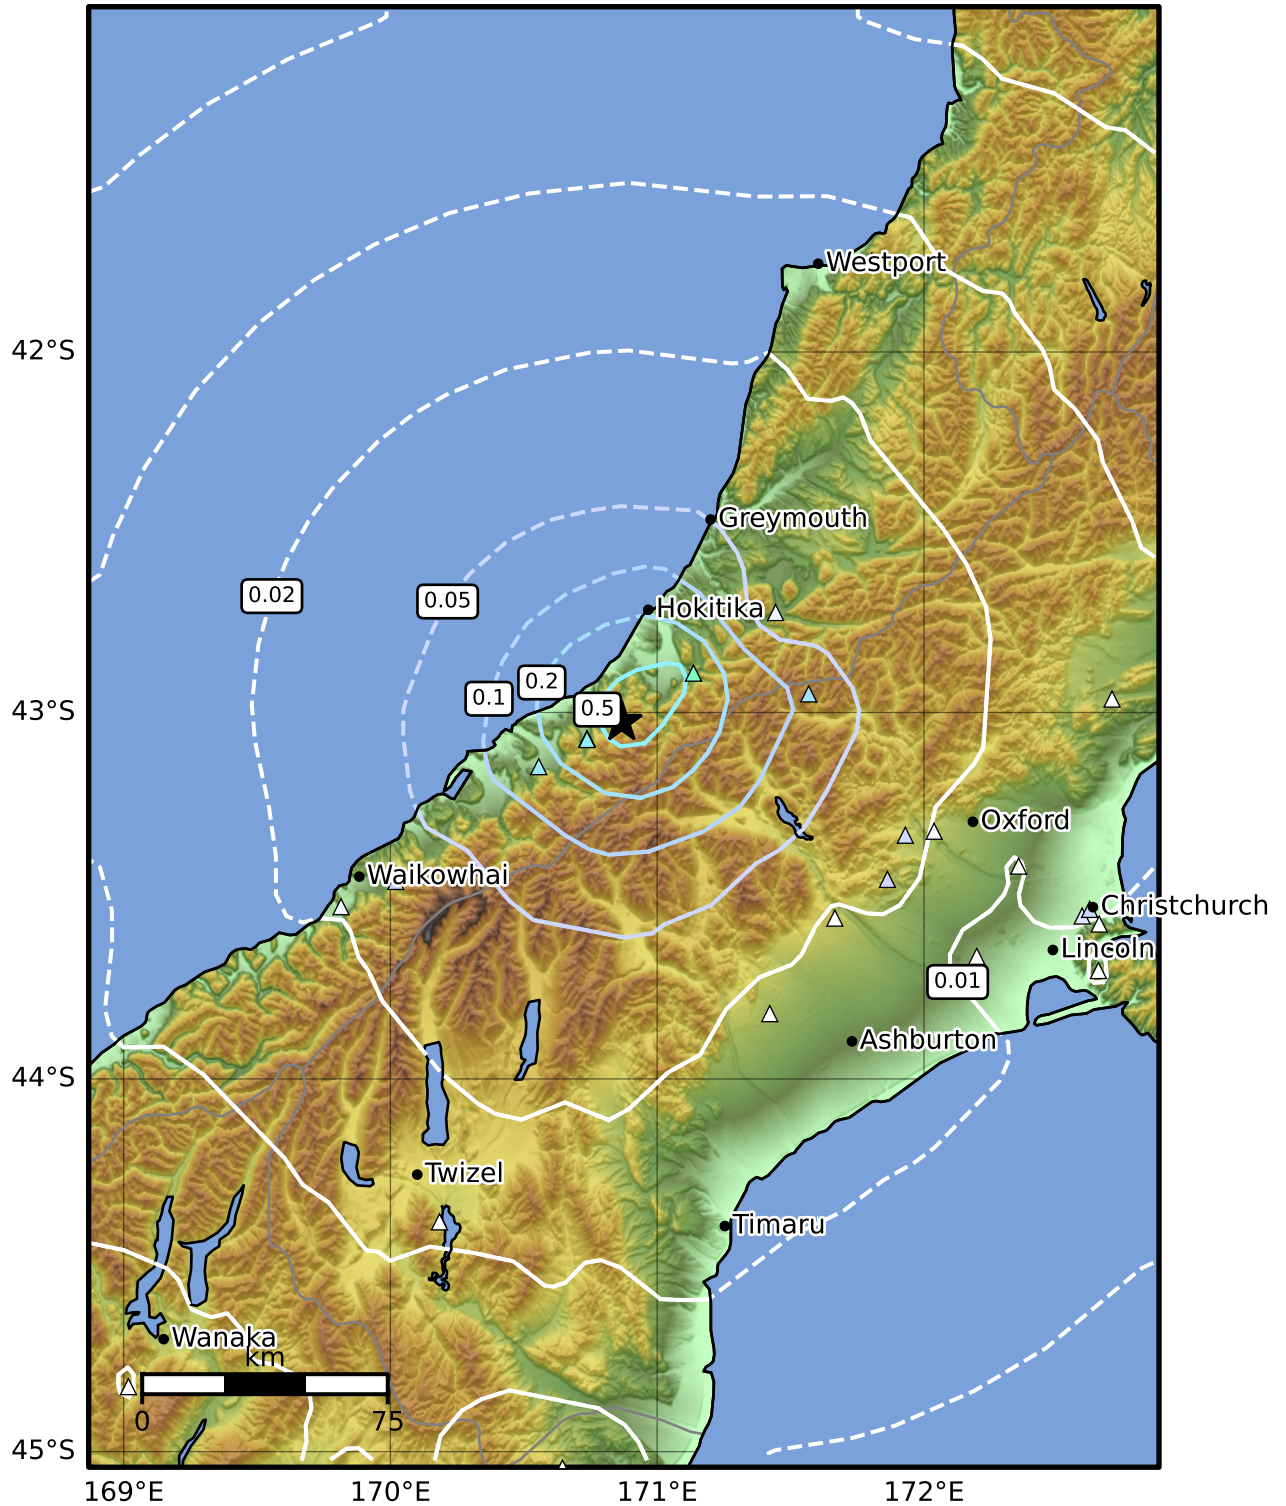 Westport
42°S
Greymouth
0.02
0.05
Hokitika
0.2
0.1
0.5
43°S
Oxford
Waikowhai
Christchurch
Lincoln
0.01
Ashburton
44°S
Twizel
Timaru
Wanaka
km
0
75
45°S
169°E
170°E
171°E
172°E